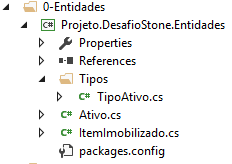 0-Entidades
C# Projeto.DesafioStone.Entidades
Properties
References
Tipos
C# TipoAtivo.cs
C# Ativo.cs
C# ItemImobilizado.cs
packages.config